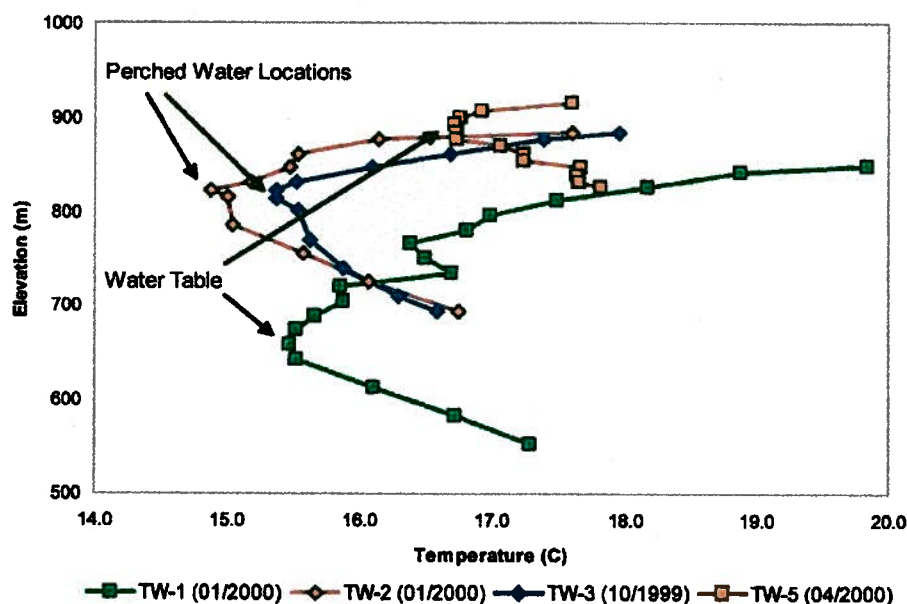 1000
Perched Water Locations
900
800
Water Table
700
600
500
Elevation (m)
14.0 15.0 16.0 17.0 18.0 19.0 20.0
Temperature (C)
TW-1 (01/2000) TW-2 (01/2000) TW-3 (10/1999) TW-5 (04/2000)